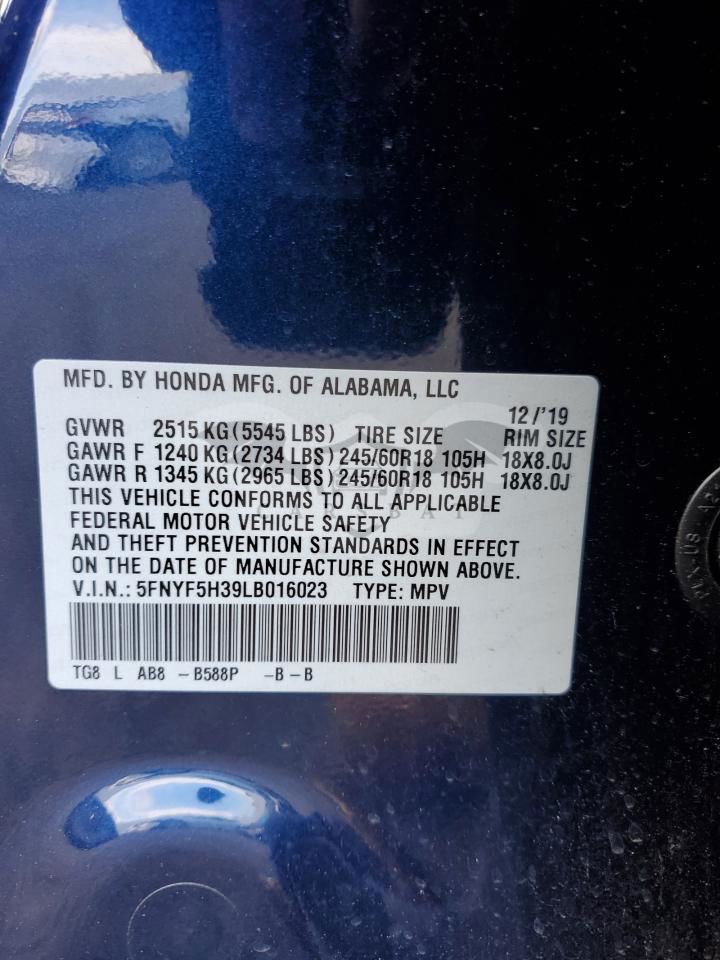 MFD. BY HONDA MFG. OF ALABAMA, LLC
12/'19
GVWR 2515 KG (5545 LBS) TIRE SIZE RIM SIZE
GAWR F 1240 KG (2734 LBS) 245/60R18 105H 18X8.0J
GAWR R 1345 KG (2965 LBS) 245/60R18 105H 18X8.0J
THIS VEHICLE CONFORMS TO ALL APPLICABLE
FEDERAL MOTOR VEHICLE SAFETY
AND THEFT PREVENTION STANDARDS IN EFFECT
ON THE DATE OF MANUFACTURE SHOWN ABOVE.
V.I.N.: 5FNYF5H39LB016023 TYPE: MPV
TG8 L AB8 -B588P -B-B
CARSBAT